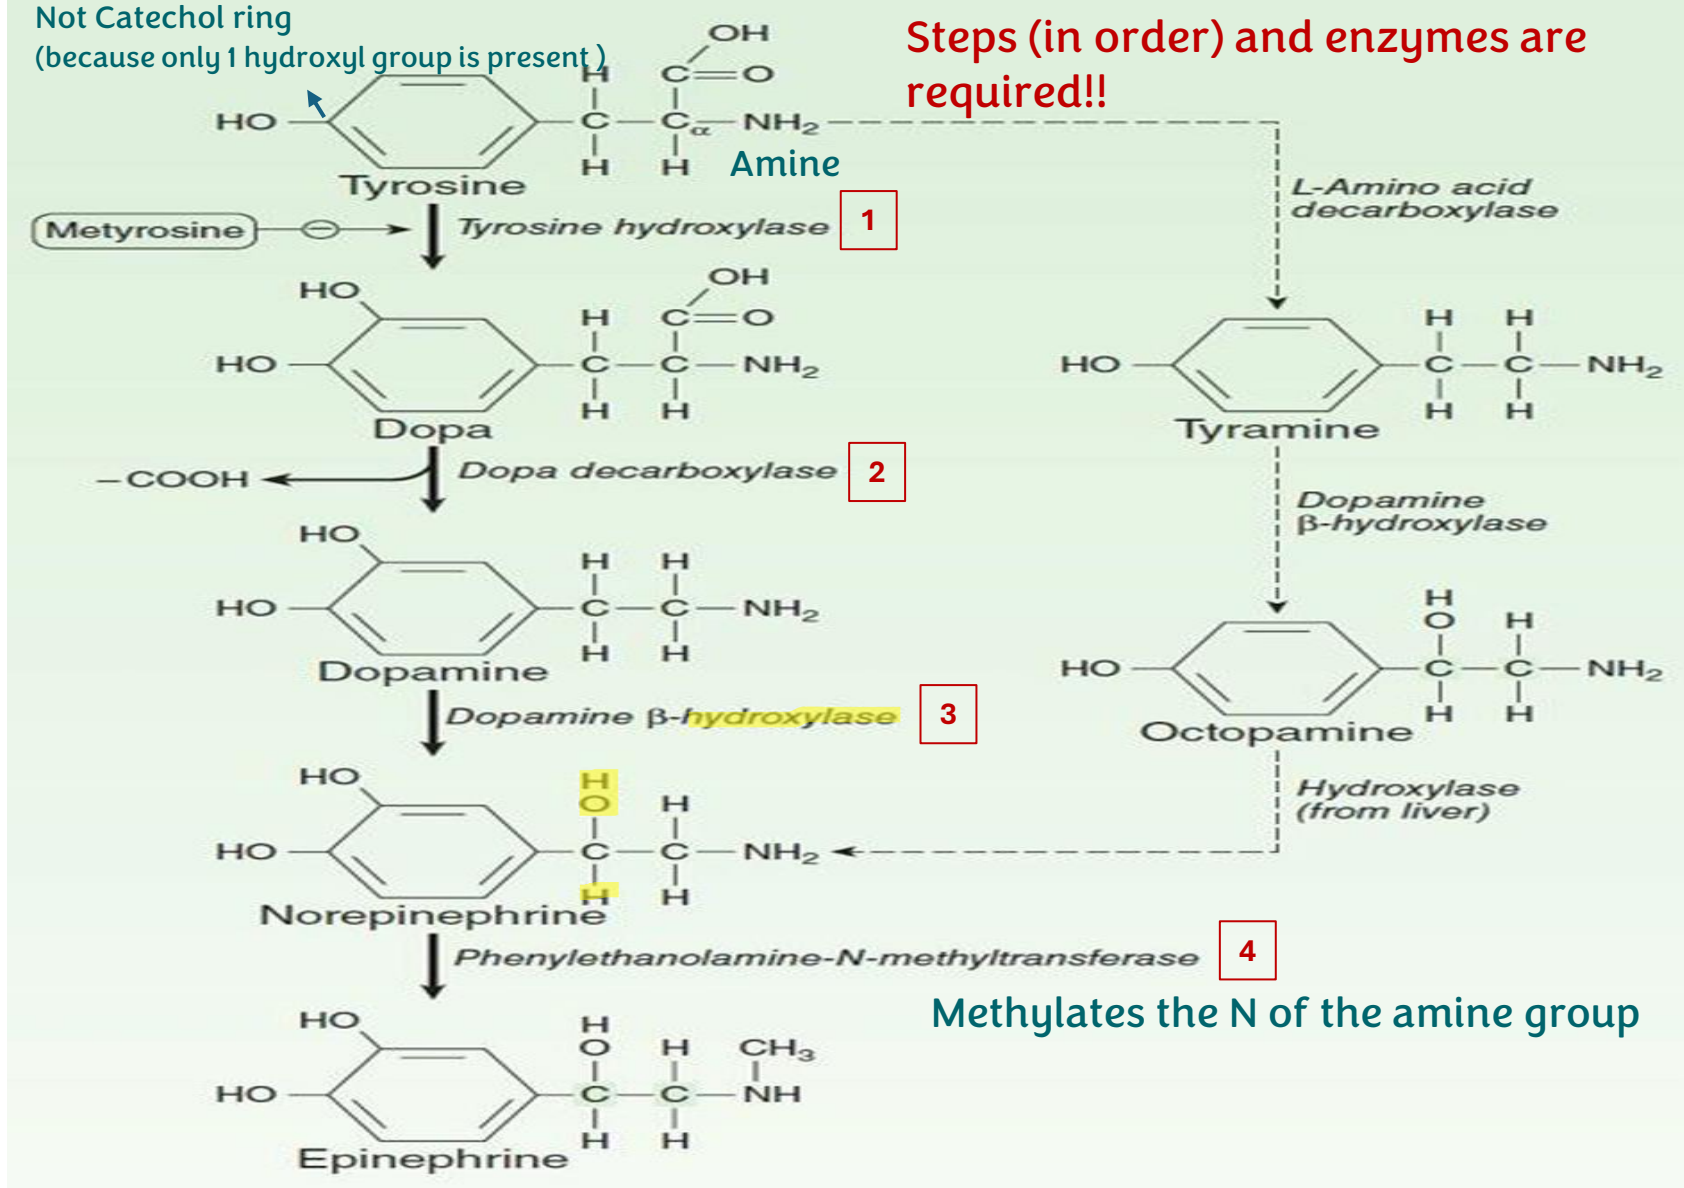 Not Catechol ring
(because only 1 hydroxyl group is present )
Steps (in order) and enzymes are
required!!
OH
H C=O
HO C C α NH2
H H
Amine
Tyrosine
L-Amino acid
decarboxylase
Metyrosine − Tyrosine hydroxylase 1
OH
HO
H C=O
HO C C NH2
H H
Dopa
H H
HO C C NH2
H H
Tyramine
–COOH Dopa decarboxylase 2
Dopamine
β-hydroxylase
HO
H H
HO C C NH2
H H
Dopamine
H
O H
HO C C NH2
H H
Octopamine
Dopamine β-hydroxylase 3
Hydroxylase
(from liver)
HO H
O H
HO C C NH2
H H
Norepinephrine
Phenylethanolamine-N-methyltransferase 4
Methylates the N of the amine group
HO H
O H CH3
HO C C NH
H H
Epinephrine